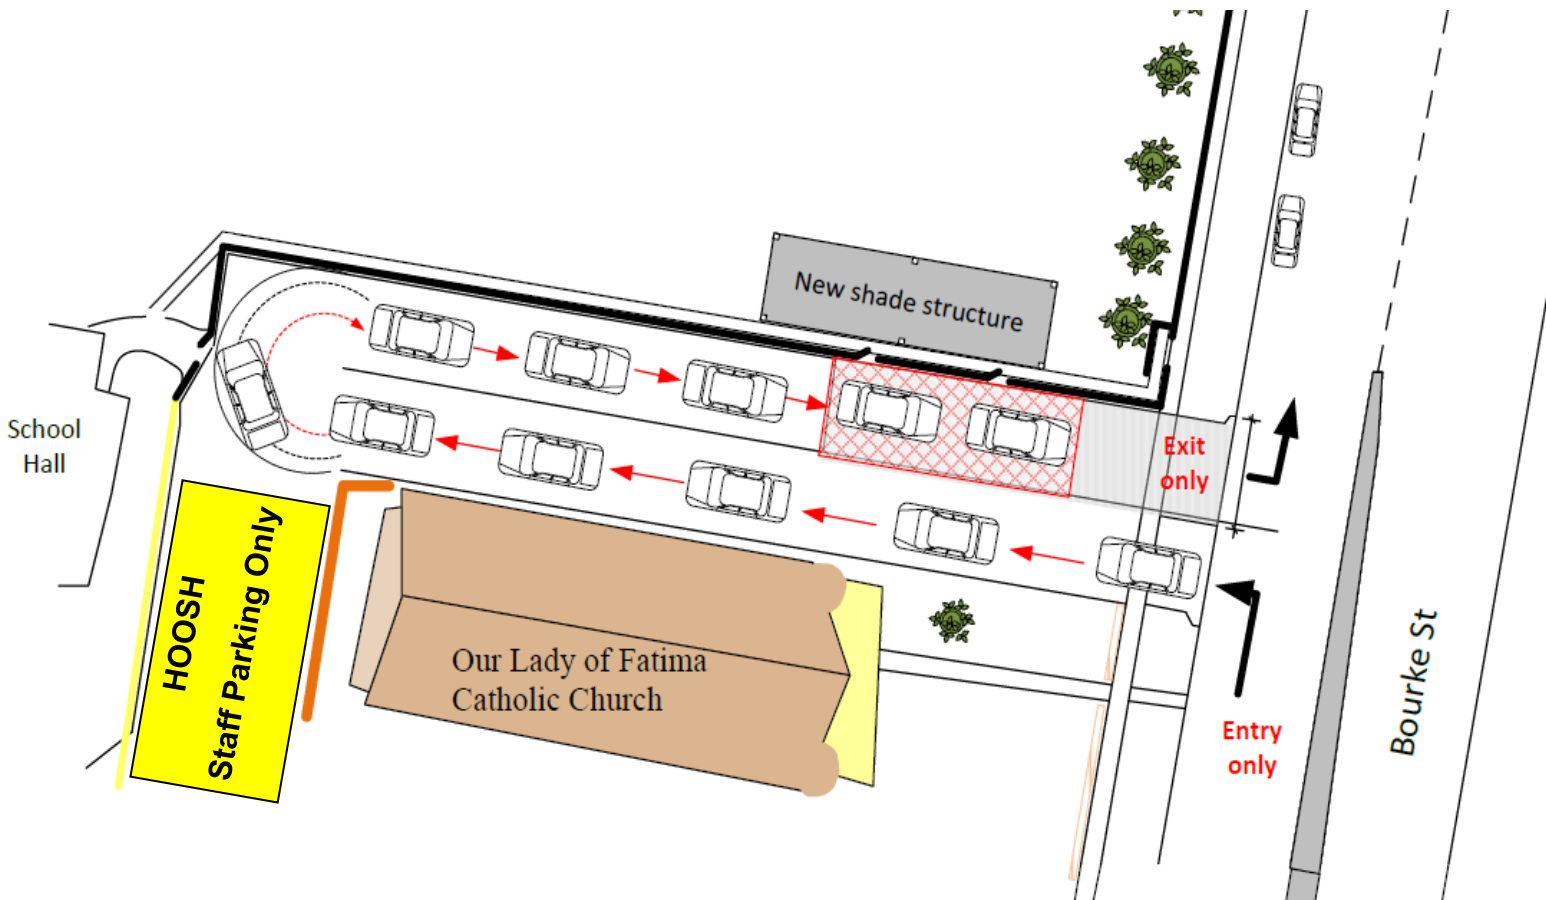 New shade structure
Exit
only
School
Hall
HOOSH
Staff Parking Only
Our Lady of Fatima
Catholic Church
Entry
only
Bourke St